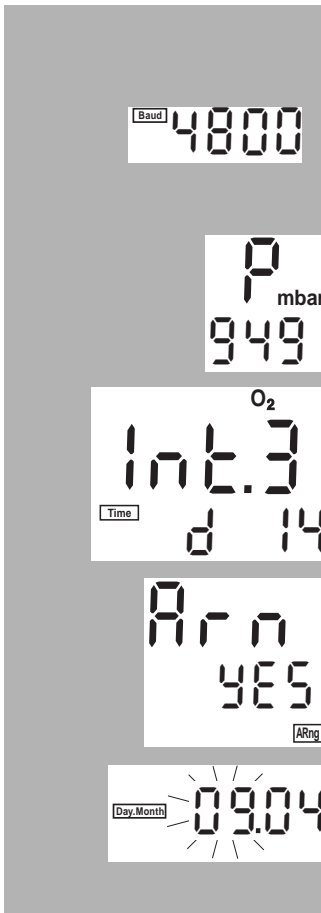 Baud 4800
P
mbar
949
O₂
Int.3
Time d 14
Arn
YES
ARng
Day.Month 09.04